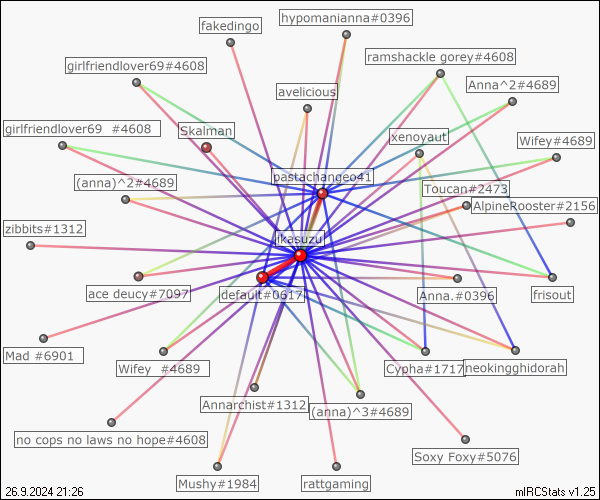 hypomanianna#0396
fakedingo
ramshackle gorey#4608
girlfriendlover69#4608
Anna^2#4689
avelicious
girlfriendlover69 #4608
Skalman
xenoyaut
Wifey#4689
pastachangeo41
(anna)^2#4689
Toucan#2473
AlpineRooster#2156
zibbits#1312
ikasuzu
ace deucy#7097
default#0617
Anna.#0396
frisout
Mad #6901
Wifey #4689
Cypha#1717
neokingghidorah
Annarchist#1312
(anna)^3#4689
no cops no laws no hope#4608
Soxy Foxy#5076
Mushy#1984
rattgaming
26.9.2024 21:26
mIRCStats v1.25